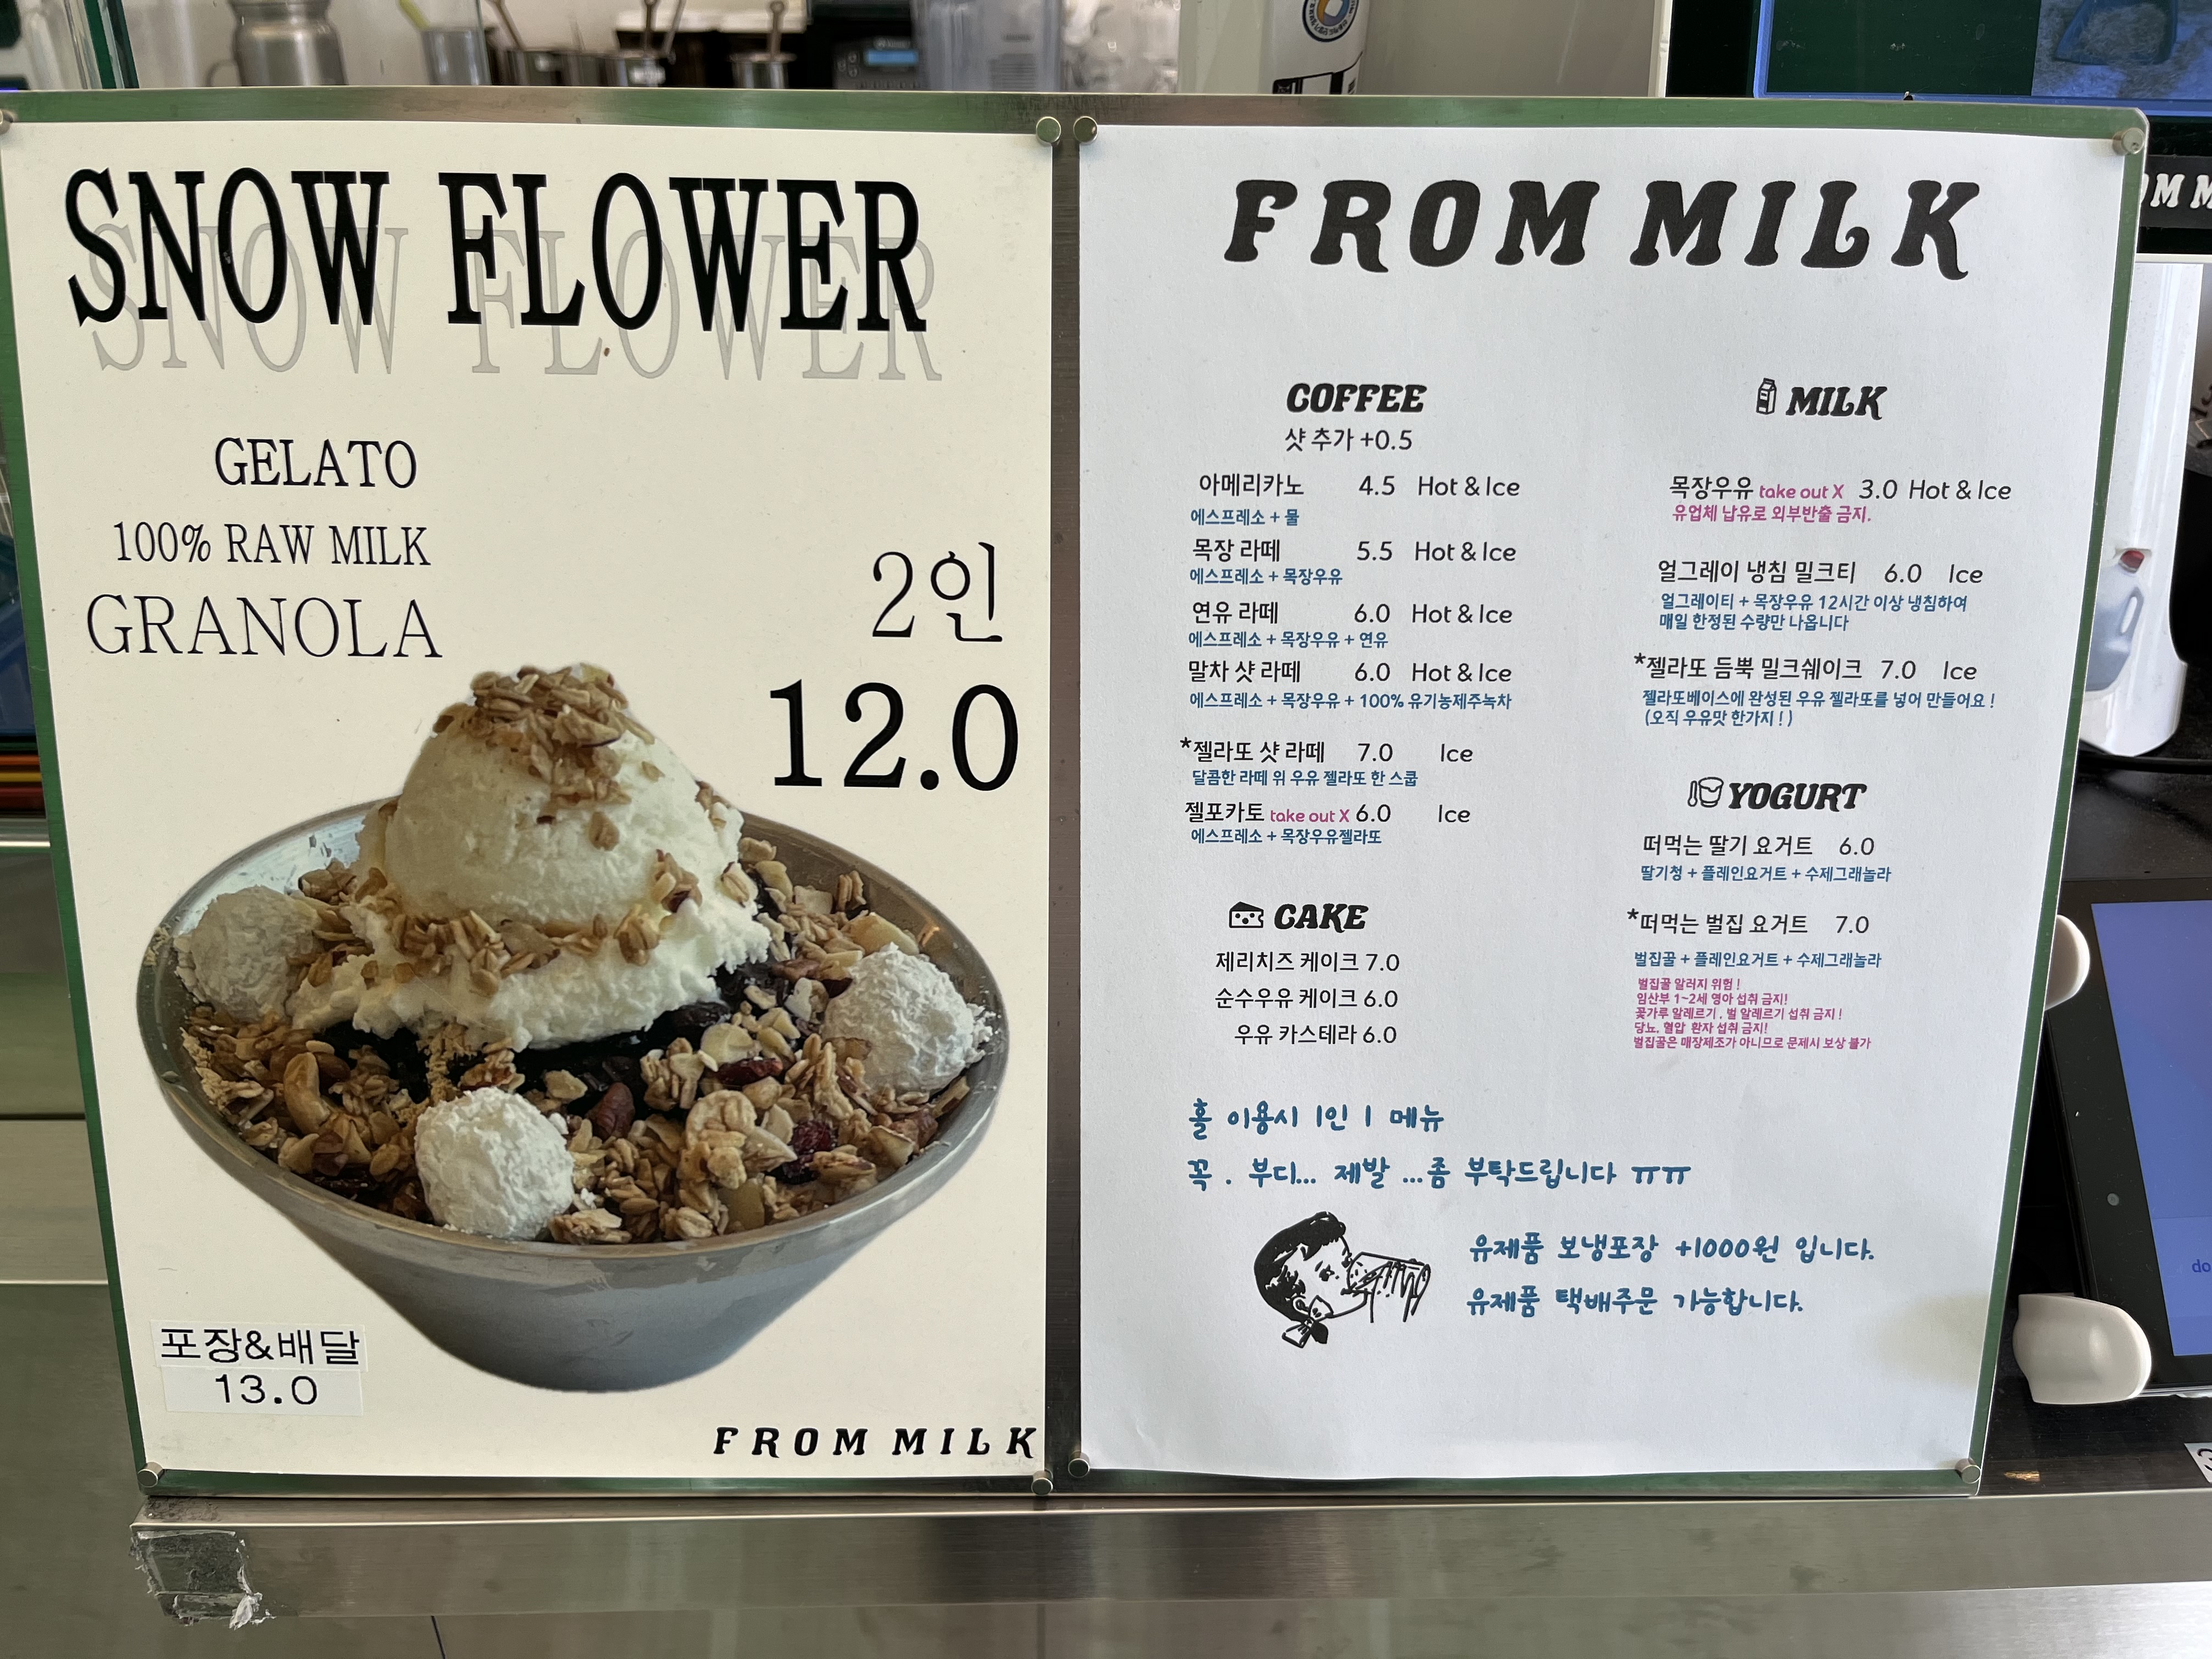 SNOW FLOWER
GELATO
100% RAW MILK
GRANOLA
2인
12.0
포장&배달
13.0
FROM MILK
FROM MILK
COFFEE
샷 추가 +0.5
아메리카노 4.5 Hot & Ice
에스프레소 + 물
목장 라떼 5.5 Hot & Ice
에스프레소 + 목장우유
연유 라떼 6.0 Hot & Ice
에스프레소 + 목장우유 + 연유
말차 샷 라떼 6.0 Hot & Ice
에스프레소 + 목장우유 + 100% 유기농제주녹차
*젤라또 샷 라떼 7.0 Ice
달콤한 라떼 위 우유 젤라또 한 스쿱
젤포카토 take out X 6.0 Ice
에스프레소 + 목장우유젤라또
CAKE
제리치즈 케이크 7.0
순수우유 케이크 6.0
우유 카스테라 6.0
MILK
목장우유 take out X 3.0 Hot & Ice
유업체 납유로 외부반출 금지.
얼그레이 냉침 밀크티 6.0 Ice
얼그레이티 + 목장우유 12시간 이상 냉침하여
매일 한정된 수량만 나옵니다
*젤라또 듬뿍 밀크쉐이크 7.0 Ice
젤라또베이스에 완성된 우유 젤라또를 넣어 만들어요 !
(오직 우유맛 한가지 ! )
YOGURT
떠먹는 딸기 요거트 6.0
딸기청 + 플레인요거트 + 수제그래놀라
*떠먹는 벌집 요거트 7.0
벌집꿀 + 플레인요거트 + 수제그래놀라
벌집꿀 알러지 위험 !
임산부 1~2세 영아 섭취 금지!
꽃가루 알레르기 , 벌 알레르기 섭취 금지 !
당뇨, 혈압 환자 섭취 금지!
벌집꿀은 매장제조가 아니므로 문제시 보상 불가
홀 이용시 1인 1 메뉴
꼭 . 부디... 제발 ...좀 부탁드립니다 ㅠㅠ
유제품 보냉포장 +1000원 입니다.
유제품 택배주문 가능합니다.